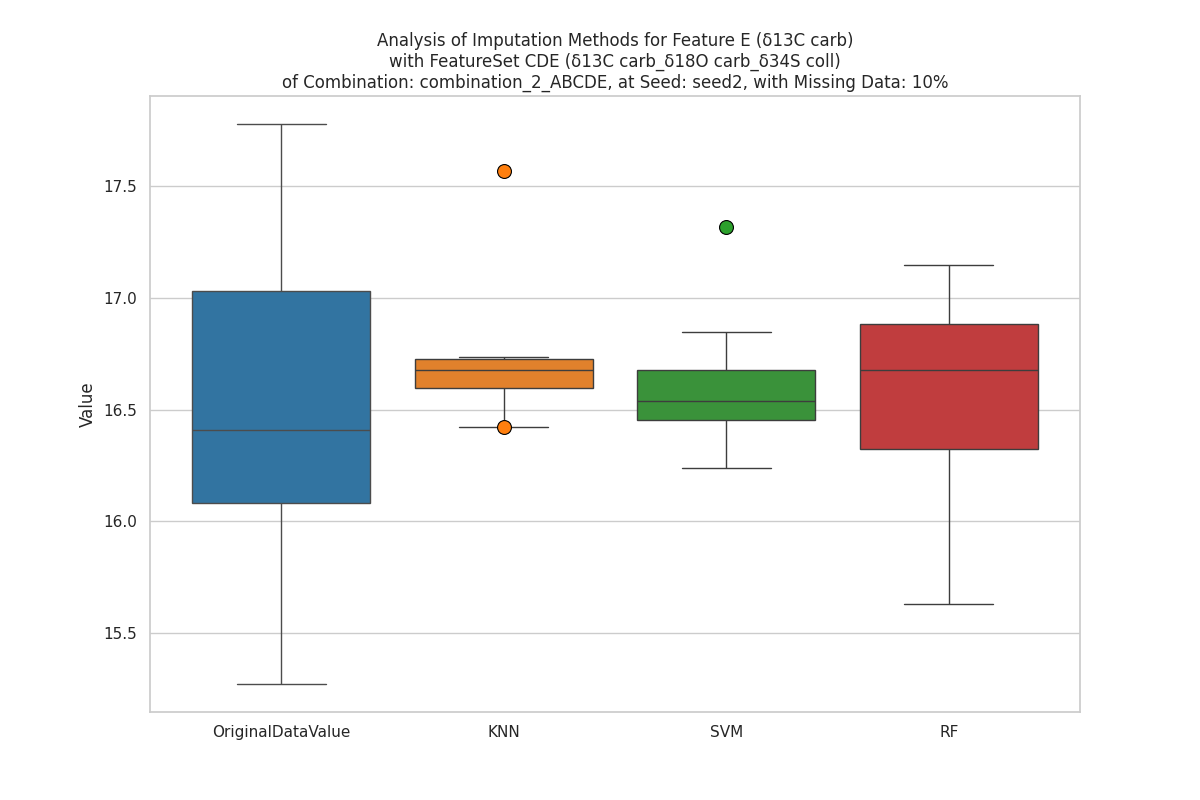 Analysis of Imputation Methods for Feature E (δ13C carb)
with FeatureSet CDE (δ13C carb_δ18O carb_δ34S coll)
of Combination: combination_2_ABCDE, at Seed: seed2, with Missing Data: 10%
17.5
17.0
16.5
16.0
15.5
Value
OriginalDataValue
KNN
SVM
RF